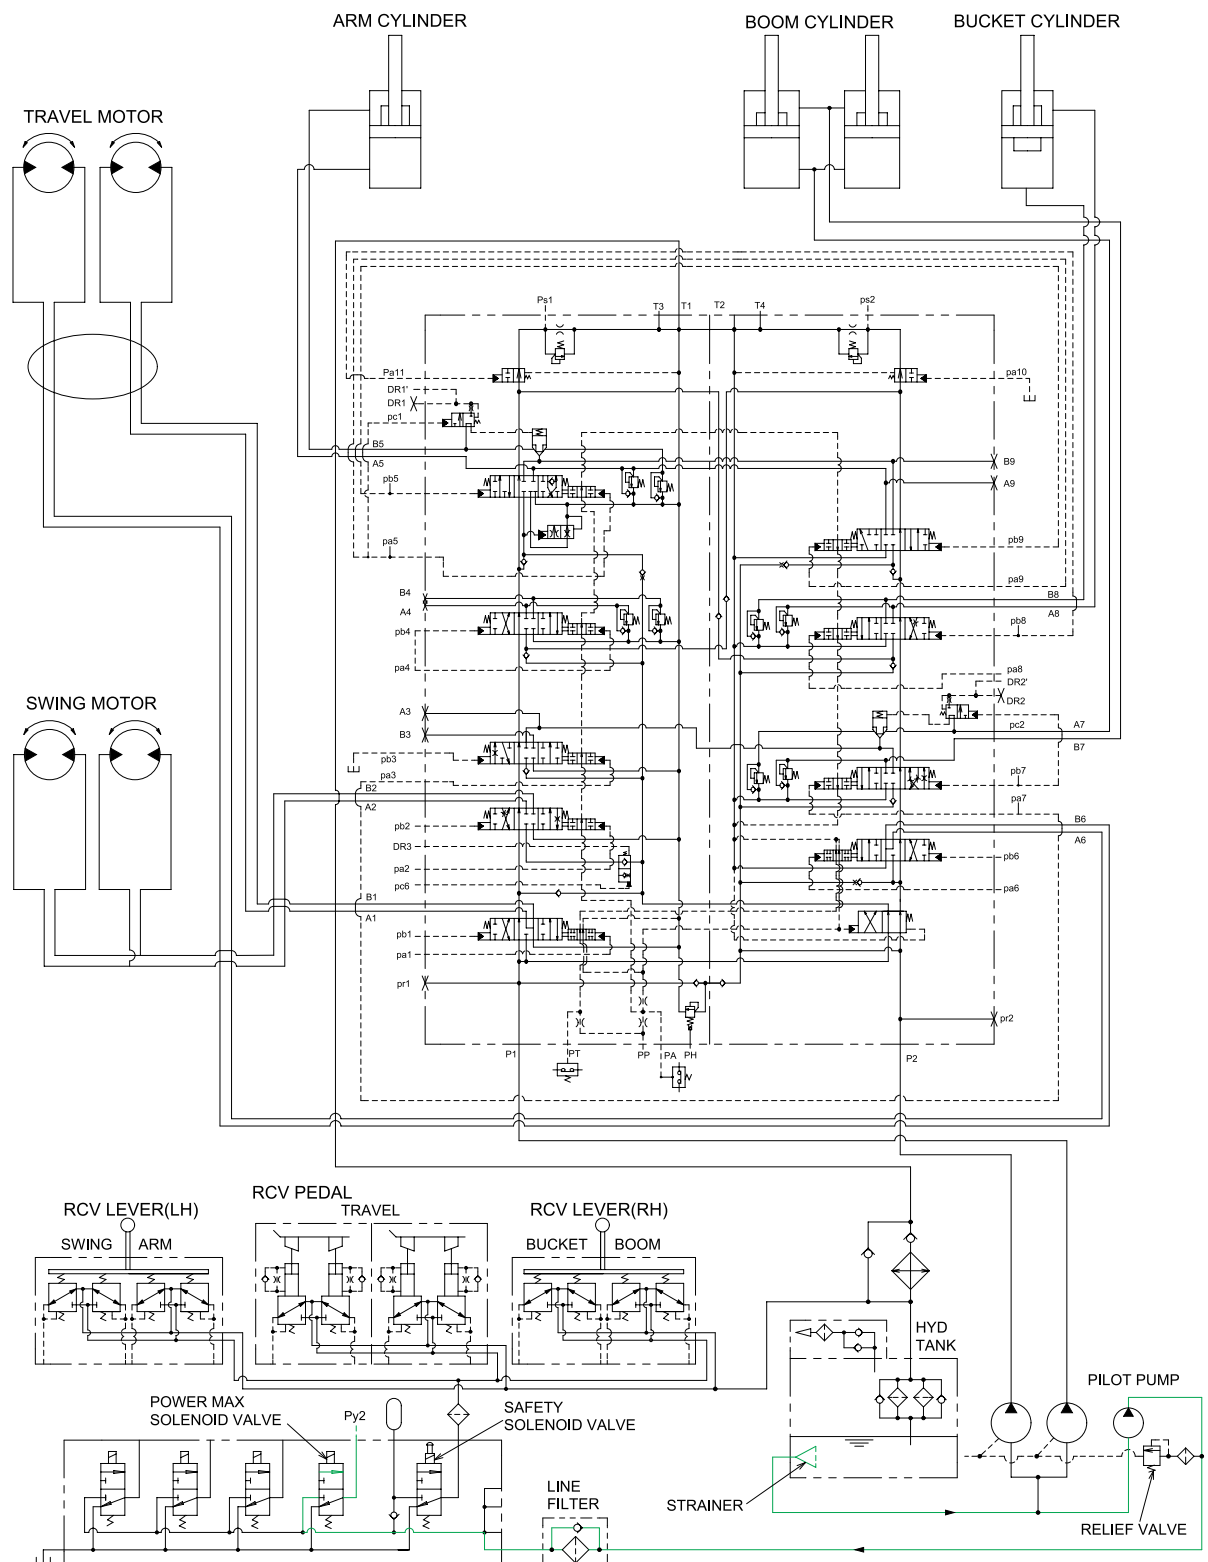 ARM CYLINDER
BOOM CYLINDER
BUCKET CYLINDER
TRAVEL MOTOR
Ps1
T3
T1
T2
T4
ps2
Pa11
pa10
DR1'
DR1
pc1
B5
A5
B9
A9
pb5
pb9
pa5
pa9
B4
A4
B8
A8
pb4
pb8
pa4
pa8
DR2'
DR2
SWING MOTOR
A3
B3
pc2
A7
B7
pb3
pa3
pb7
B2
A2
pa7
pb2
B6
A6
DR3
pb6
pa2
pc6
pa6
B1
A1
pb1
pa1
pr1
pr2
P1
PT
PP
PA
PH
P2
RCV LEVER(LH)
RCV PEDAL
TRAVEL
RCV LEVER(RH)
SWING
ARM
BUCKET
BOOM
HYD
TANK
PILOT PUMP
POWER MAX
SOLENOID VALVE
Py2
SAFETY
SOLENOID VALVE
LINE
FILTER
STRAINER
RELIEF VALVE